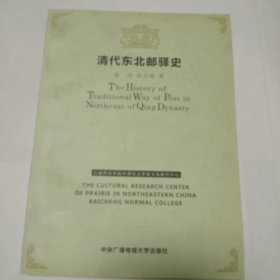 清代东北邮驿史
The History of
Traditional Way of Post in
Northeast of Qing Dynasty
THE CULTURAL RESEARCH CENTER
OF PRAIRIE IN NORTHEASTERN CHINA
BAICHENG NORMAL COLLEGE
中央广播电视大学出版社